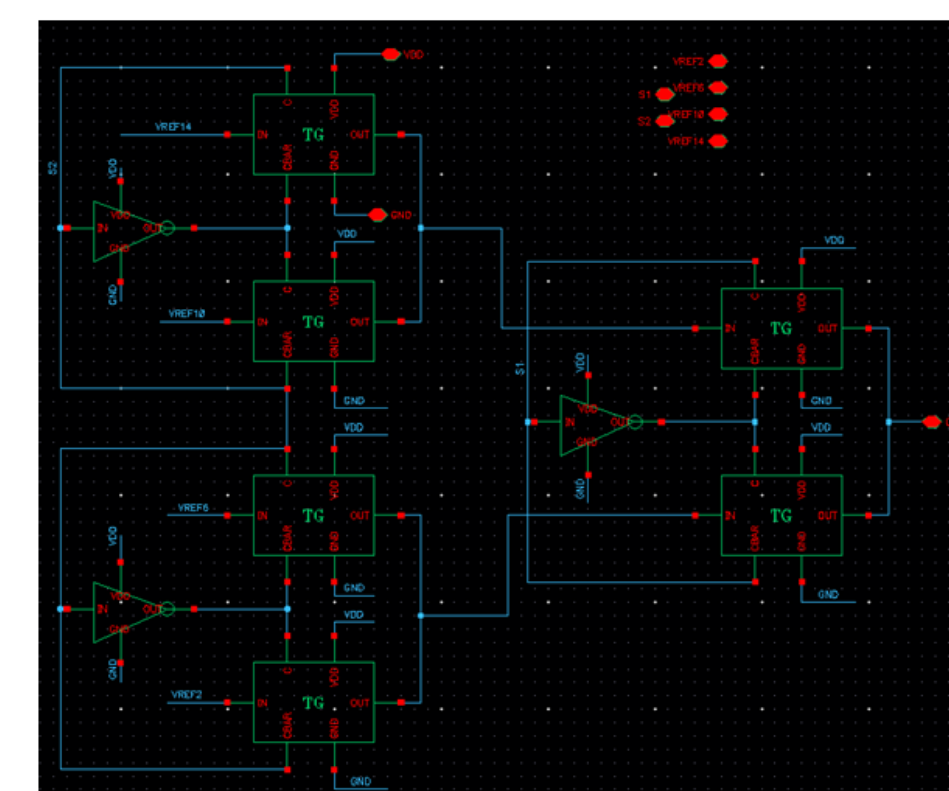 VDD
VREF2
VREF6
S1
VREF10
S2
VREF14
C
VDD
VREF14
IN
TG
OUT
CBAR
GND
S2
VDD
GND
VDD
IN
OUT
GND
VDD
GND
C
VDD
VREF10
IN
TG
OUT
CBAR
GND
GND
VDD
C
VDD
IN
TG
OUT
CBAR
GND
GND
S1
VDD
VDD
IN
OUT
GND
GND
VDD
C
VDD
IN
TG
OUT
CBAR
GND
GND
VDD
C
VDD
VREF6
IN
TG
OUT
CBAR
GND
GND
VDD
VDD
IN
OUT
GND
GND
VDD
C
VDD
VREF2
IN
TG
OUT
CBAR
GND
GND